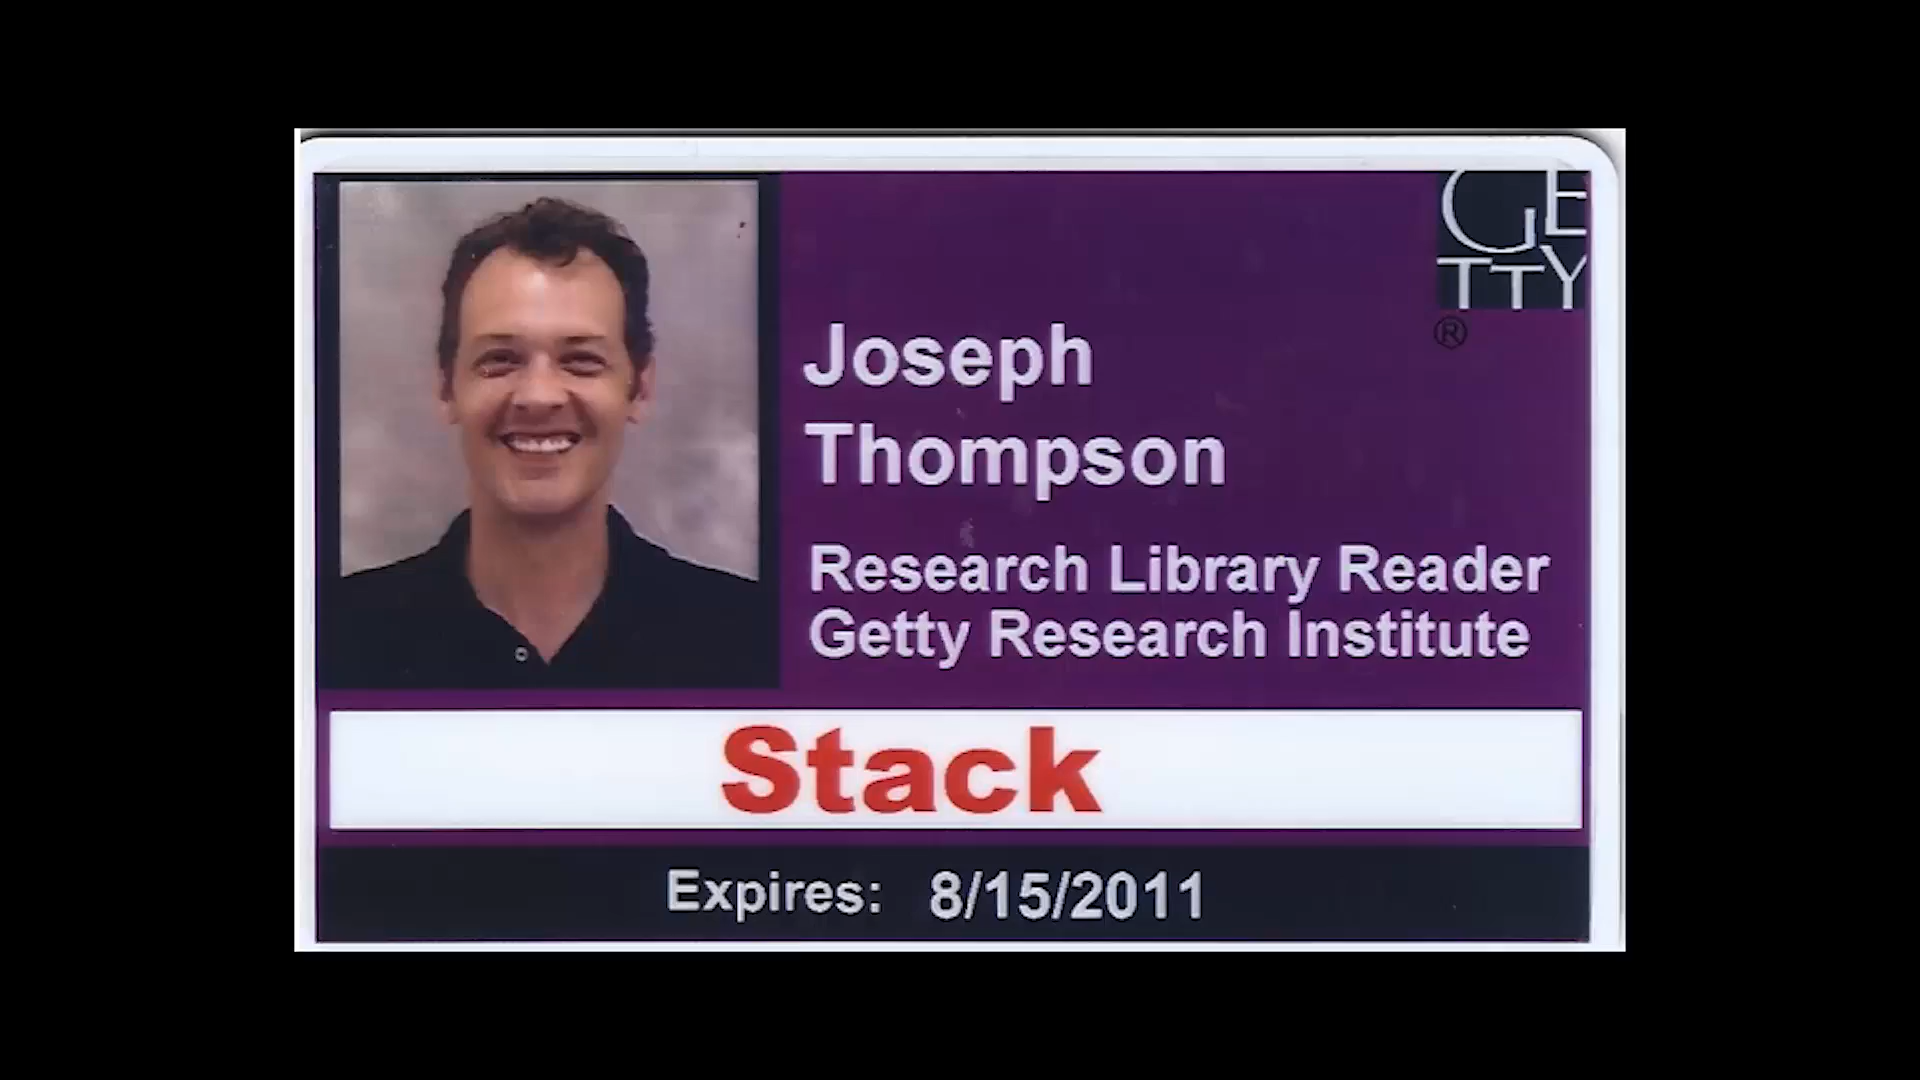 GE
TTY
®
Joseph
Thompson
Research Library Reader
Getty Research Institute
Stack
Expires: 8/15/2011